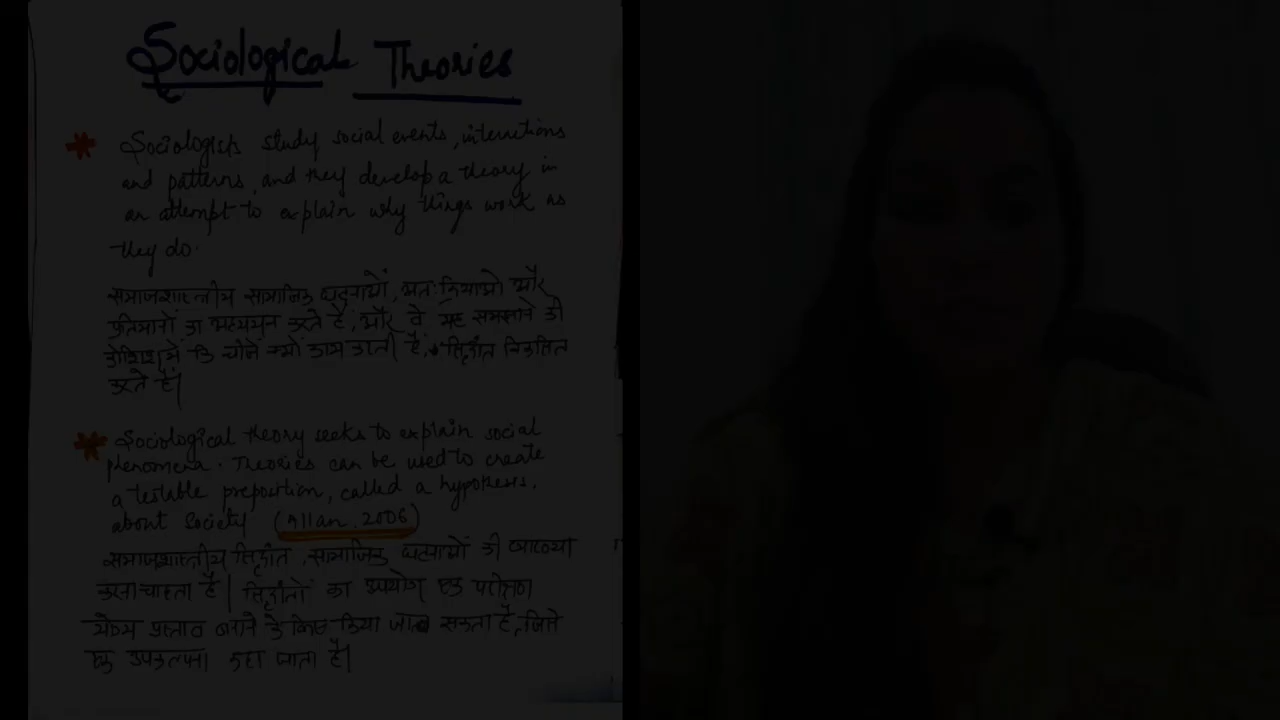 Sociological Theories
Sociologists study social events, interactions
and patterns, and they develop a theory in
an attempt to explain why things work as
they do.
समाजशास्त्रीय सामाजिक घटनाओं, अतःक्रियाओं और
प्रतिमानों का अध्ययन करते है, और वे यह समझाने की
कोशिश में कि चीजें क्यों काम करती हैं, सिद्धांत विकसित
करते हैं।
Sociological theory seeks to explain social
phenomena. Theories can be used to create
a testable preposition, called a hypothesis,
about society (Allan. 2006)
समाजशास्त्रीय सिद्धांत, सामाजिक घटनाओं की व्याख्या
करना चाहता है। सिद्धांतों का उपयोग एक परीक्षण
योग्य प्रस्ताव बनाने के लिए किया जा सकता है, जिसे
एक उपकल्पना कहा जाता है।